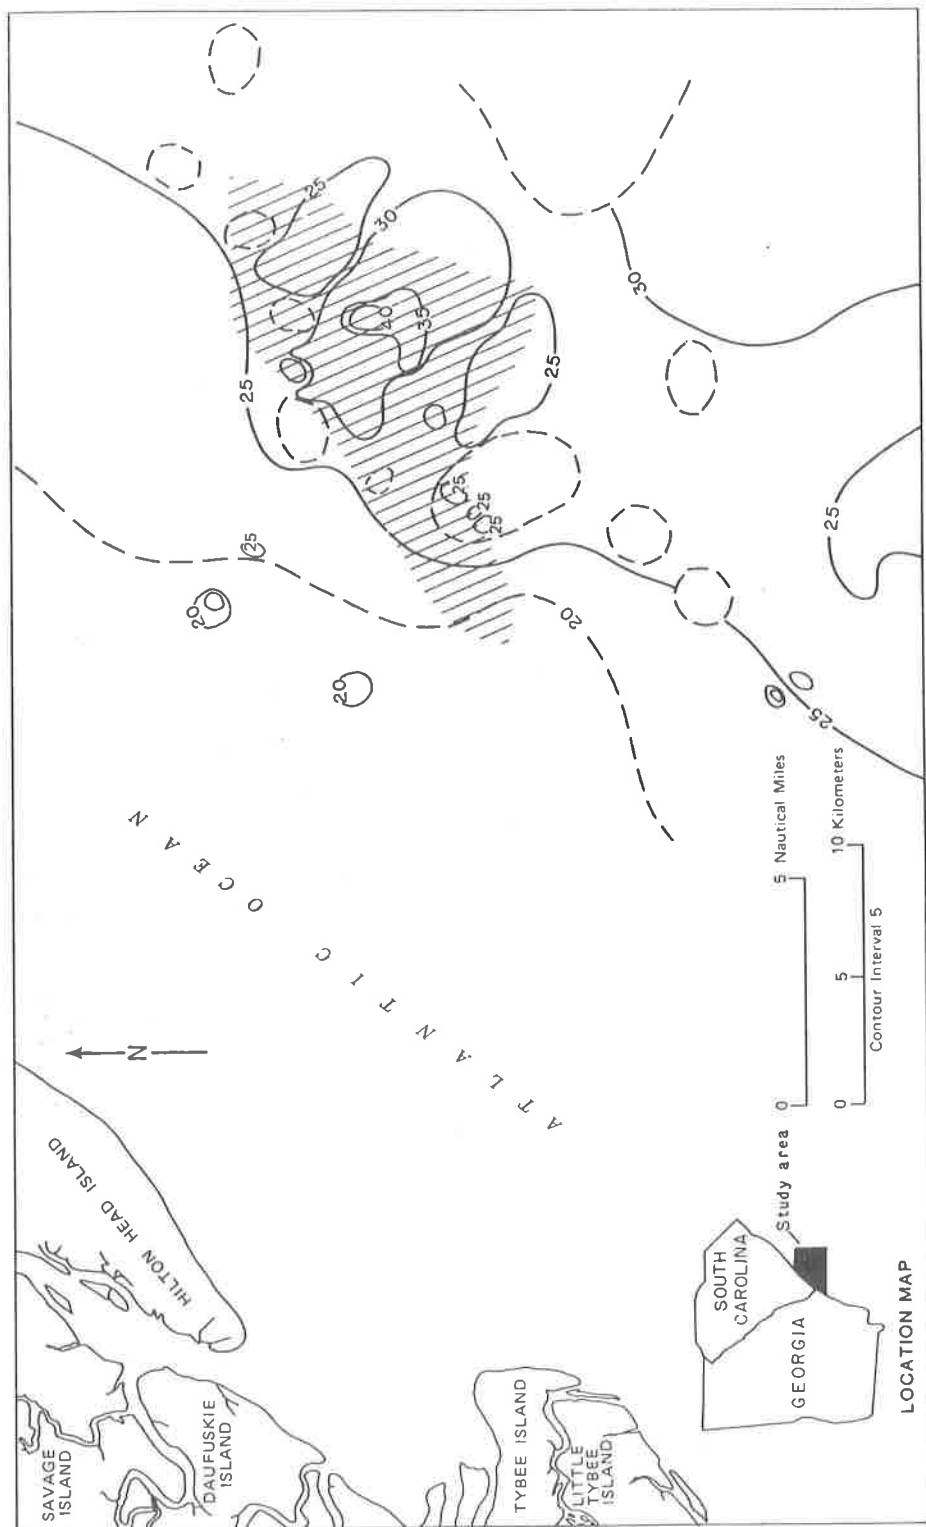 SAVAGE
ISLAND
DAUFUSKIE
ISLAND
HILTON HEAD ISLAND
TYBEE ISLAND
LITTLE
TYBEE
ISLAND
N
ATLANTIC OCEAN
20
20
25
20
25
25
25
25
25
25
30
35
40
25
30
25
25
LOCATION MAP
GEORGIA
SOUTH
CAROLINA
Study area
0 5 Nautical Miles
0 5 10 Kilometers
Contour Interval 5